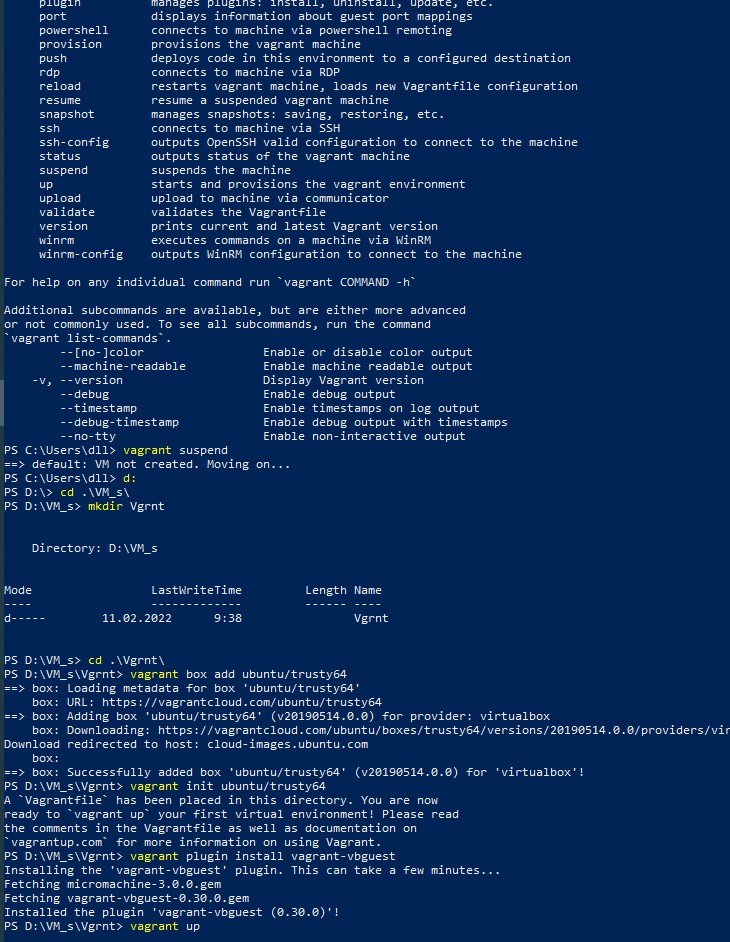 plugin          manages plugins: install, uninstall, update, etc.
port            displays information about guest port mappings
powershell      connects to machine via powershell remoting
provision       provisions the vagrant machine
push            deploys code in this environment to a configured destination
rdp             connects to machine via RDP
reload          restarts vagrant machine, loads new Vagrantfile configuration
resume          resume a suspended vagrant machine
snapshot        manages snapshots: saving, restoring, etc.
ssh             connects to machine via SSH
ssh-config      outputs OpenSSH valid configuration to connect to the machine
status          outputs status of the vagrant machine
suspend         suspends the machine
up              starts and provisions the vagrant environment
upload          upload to machine via communicator
validate        validates the Vagrantfile
version         prints current and latest Vagrant version
winrm           executes commands on a machine via WinRM
winrm-config    outputs WinRM configuration to connect to the machine
For help on any individual command run `vagrant COMMAND -h`
Additional subcommands are available, but are either more advanced
or not commonly used. To see all subcommands, run the command
`vagrant list-commands`.
--[no-]color                 Enable or disable color output
--machine-readable           Enable machine readable output
-v, --version                    Display Vagrant version
--debug                      Enable debug output
--timestamp                  Enable timestamps on log output
--debug-timestamp            Enable debug output with timestamps
--no-tty                     Enable non-interactive output
PS C:\Users\dll> vagrant suspend
==> default: VM not created. Moving on...
PS C:\Users\dll> d:
PS D:\> cd .\VM_s\
PS D:\VM_s> mkdir Vgrnt
Directory: D:\VM_s
Mode                 LastWriteTime         Length Name
----                 -------------         ------ ----
d-----        11.02.2022      9:38                Vgrnt
PS D:\VM_s> cd .\Vgrnt\
PS D:\VM_s\Vgrnt> vagrant box add ubuntu/trusty64
==> box: Loading metadata for box 'ubuntu/trusty64'
box: URL: https://vagrantcloud.com/ubuntu/trusty64
==> box: Adding box 'ubuntu/trusty64' (v20190514.0.0) for provider: virtualbox
box: Downloading: https://vagrantcloud.com/ubuntu/boxes/trusty64/versions/20190514.0.0/providers/vir
Download redirected to host: cloud-images.ubuntu.com
box:
==> box: Successfully added box 'ubuntu/trusty64' (v20190514.0.0) for 'virtualbox'!
PS D:\VM_s\Vgrnt> vagrant init ubuntu/trusty64
A `Vagrantfile` has been placed in this directory. You are now
ready to `vagrant up` your first virtual environment! Please read
the comments in the Vagrantfile as well as documentation on
`vagrantup.com` for more information on using Vagrant.
PS D:\VM_s\Vgrnt> vagrant plugin install vagrant-vbguest
Installing the 'vagrant-vbguest' plugin. This can take a few minutes...
Fetching micromachine-3.0.0.gem
Fetching vagrant-vbguest-0.30.0.gem
Installed the plugin 'vagrant-vbguest (0.30.0)'!
PS D:\VM_s\Vgrnt> vagrant up